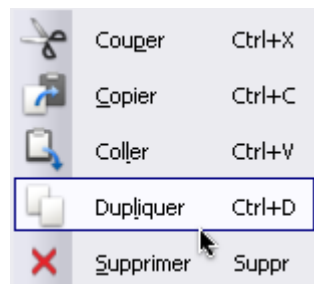 Couper Ctrl+X
Copier Ctrl+C
Coller Ctrl+V
Dupliquer Ctrl+D
Supprimer Suppr